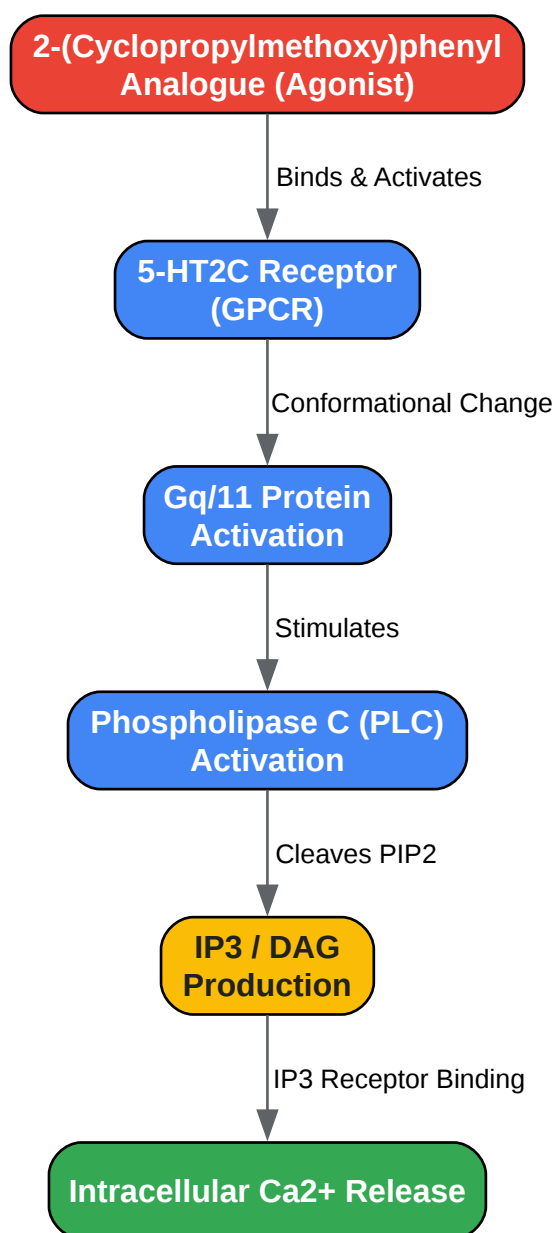 2-(Cyclopropylmethoxy)phenyl
Analogue (Agonist)
Binds & Activates
5-HT2C Receptor
(GPCR)
Conformational Change
Gq/11 Protein
Activation
Stimulates
Phospholipase C (PLC)
Activation
Cleaves PIP2
IP3 / DAG
Production
IP3 Receptor Binding
Intracellular Ca2+ Release